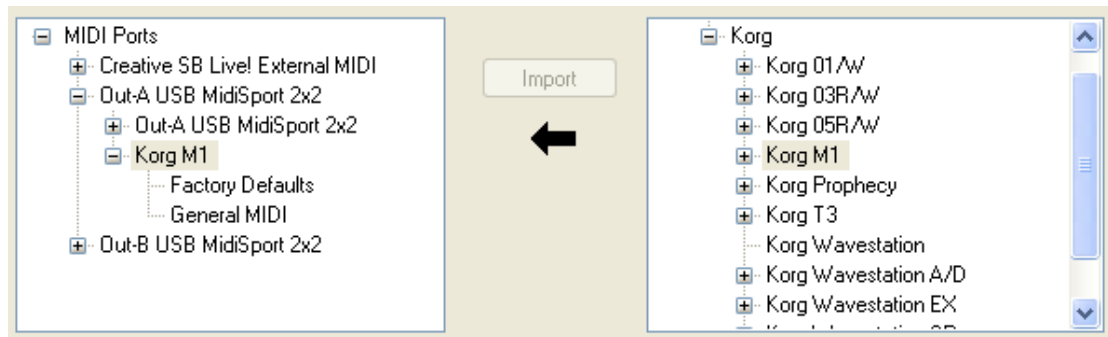 MIDI Ports
Creative SB Live! External MIDI
Out-A USB MidiSport 2x2
Out-A USB MidiSport 2x2
Korg M1
Factory Defaults
General MIDI
Out-B USB MidiSport 2x2
Import
Korg
Korg 01/W
Korg 03R/W
Korg 05R/W
Korg M1
Korg Prophecy
Korg T3
Korg Wavestation
Korg Wavestation A/D
Korg Wavestation EX